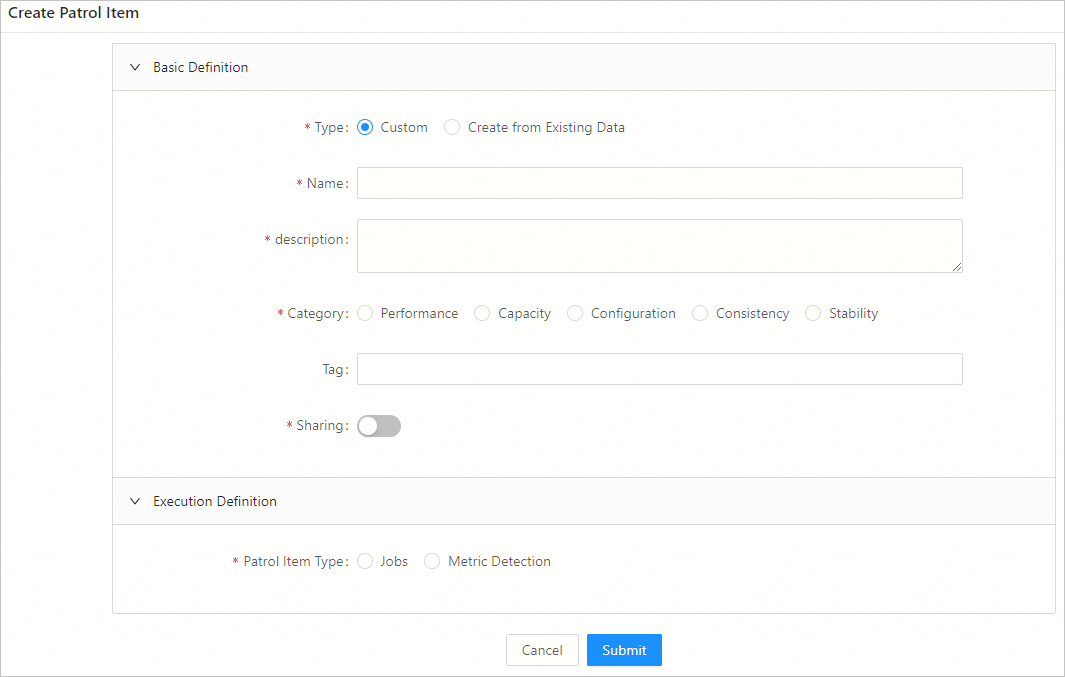 Create Patrol Item
Basic Definition
* Type: Custom Create from Existing Data
* Name:
* description:
* Category: Performance Capacity Configuration Consistency Stability
Tag:
* Sharing:
Execution Definition
* Patrol Item Type: Jobs Metric Detection
Cancel Submit